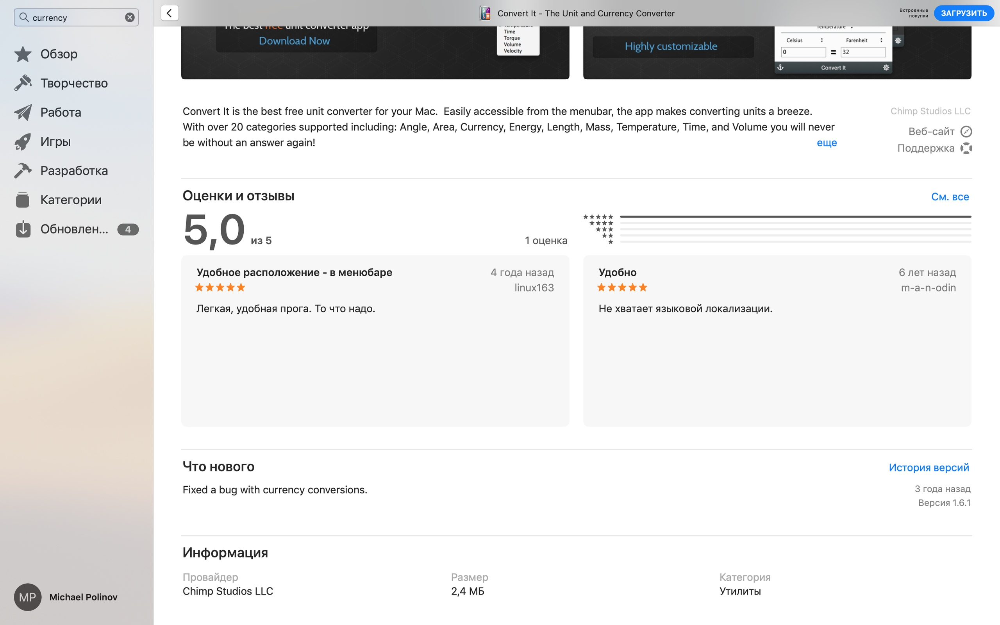 currency
Обзор
Творчество
Работа
Игры
Разработка
Категории
Обновлен... 4
MP Michael Polinov
Convert It - The Unit and Currency Converter
Встроенные
покупки
ЗАГРУЗИТЬ
The best free unit converter app
Download Now
Temperature
Time
Torque
Volume
Velocity
Highly customizable
Temperature
Celsius Farenheit
0 = 32
Convert It
Convert It is the best free unit converter for your Mac.  Easily accessible from the menubar, the app makes converting units a breeze.
With over 20 categories supported including: Angle, Area, Currency, Energy, Length, Mass, Temperature, Time, and Volume you will never
be without an answer again!
еще
Chimp Studios LLC
Веб-сайт
Поддержка
Оценки и отзывы
См. все
5,0 из 5
1 оценка
Удобное расположение - в менюбаре
4 года назад
linux163
Легкая, удобная прога. То что надо.
Удобно
6 лет назад
m-a-n-odin
Не хватает языковой локализации.
Что нового
История версий
Fixed a bug with currency conversions.
3 года назад
Версия 1.6.1
Информация
Провайдер
Chimp Studios LLC
Размер
2,4 МБ
Категория
Утилиты